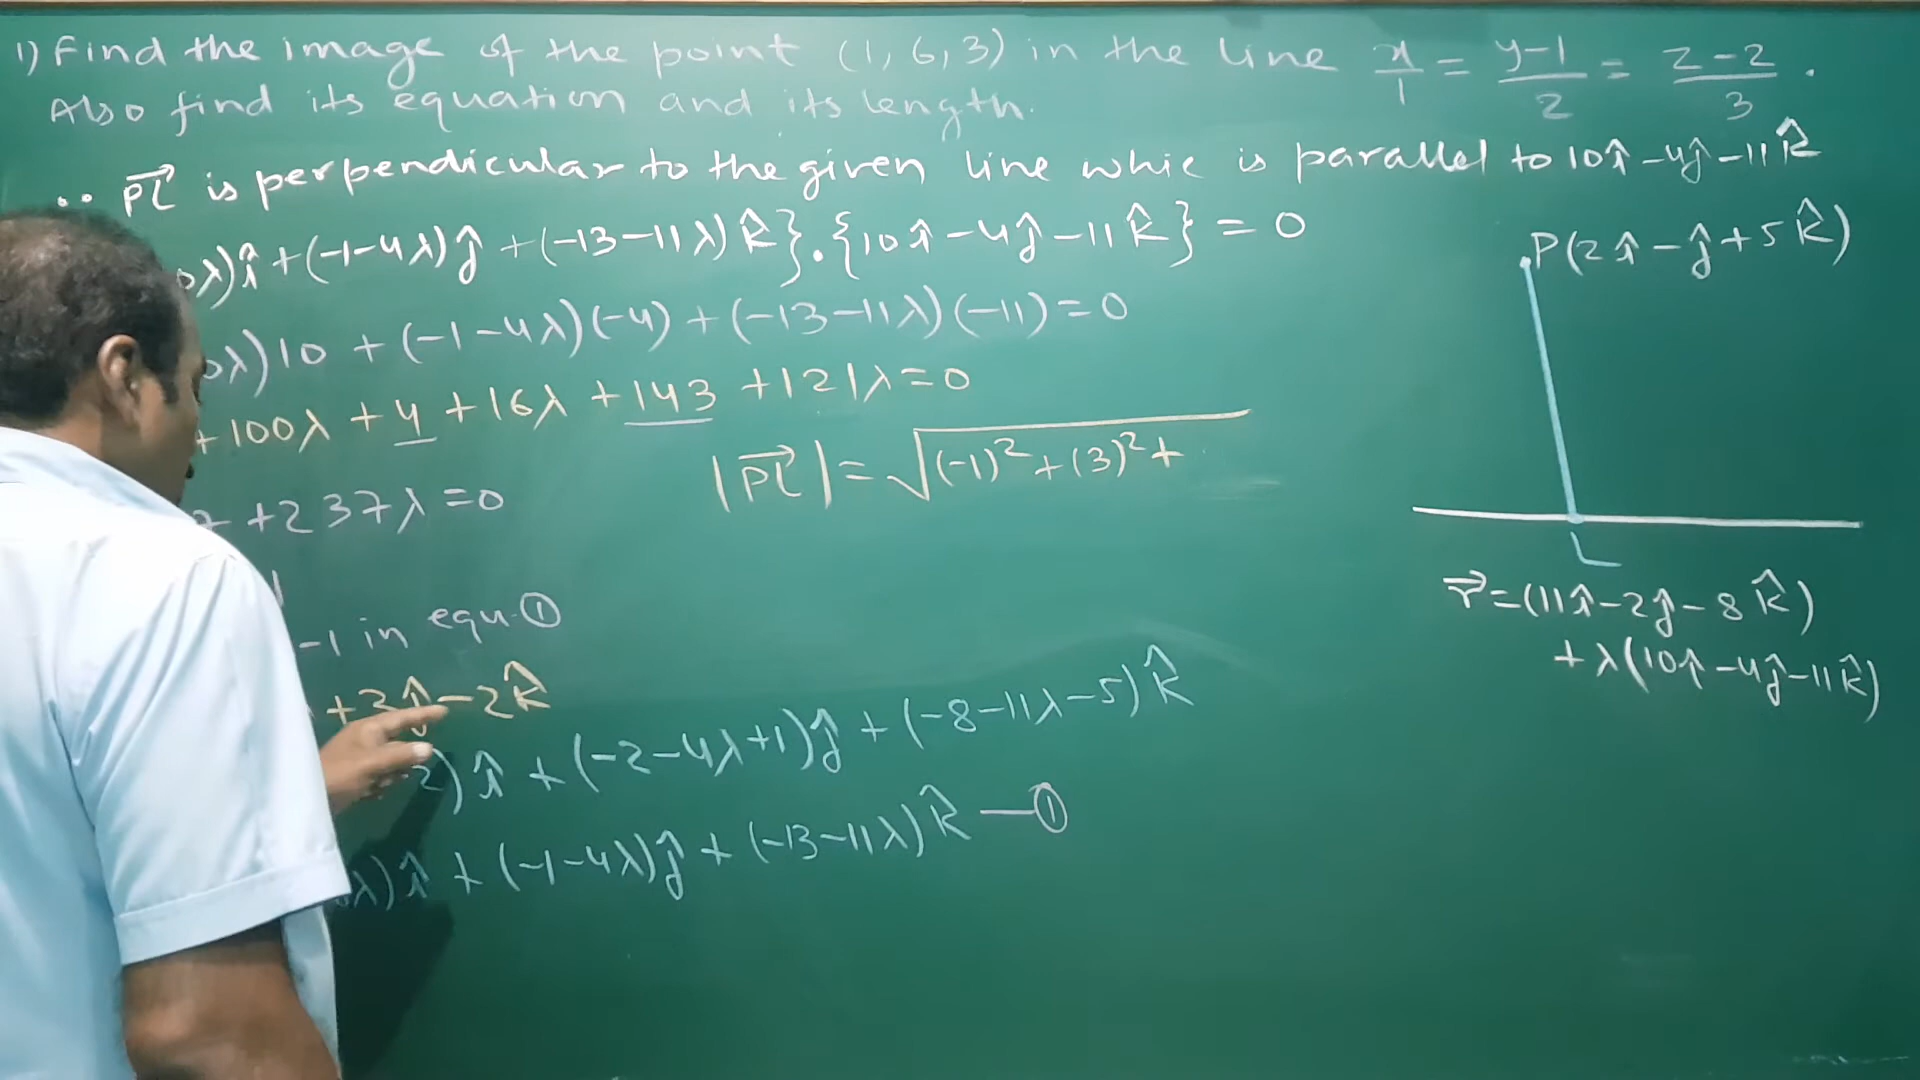 1) Find the image of the point (1, 6, 3) in the line x/1 = y-1/2 = z-2/3 .
Also find its equation and its length.
∵ PL⃗ is perpendicular to the given line whic is parallel to 10î-4ĵ-11k̂
λ)î+(-1-4λ)ĵ+(-13-11λ)k̂}.{10î-4ĵ-11k̂} = 0
λ)10 + (-1-4λ)(-4) + (-13-11λ)(-11)=0
+100λ + 4 + 16λ + 143 + 121λ=0
+237λ=0
|PL⃗| = √(-1)²+(3)²+
-1 in equ. ①
-2k̂
2)î + (-2-4λ+1)ĵ + (-8-11λ-5)k̂
λ)î + (-1-4λ)ĵ + (-13-11λ)k̂ — ①
P(2î-ĵ+5k̂)
L
r⃗=(11î-2ĵ-8k̂)
+λ(10î-4ĵ-11k̂)